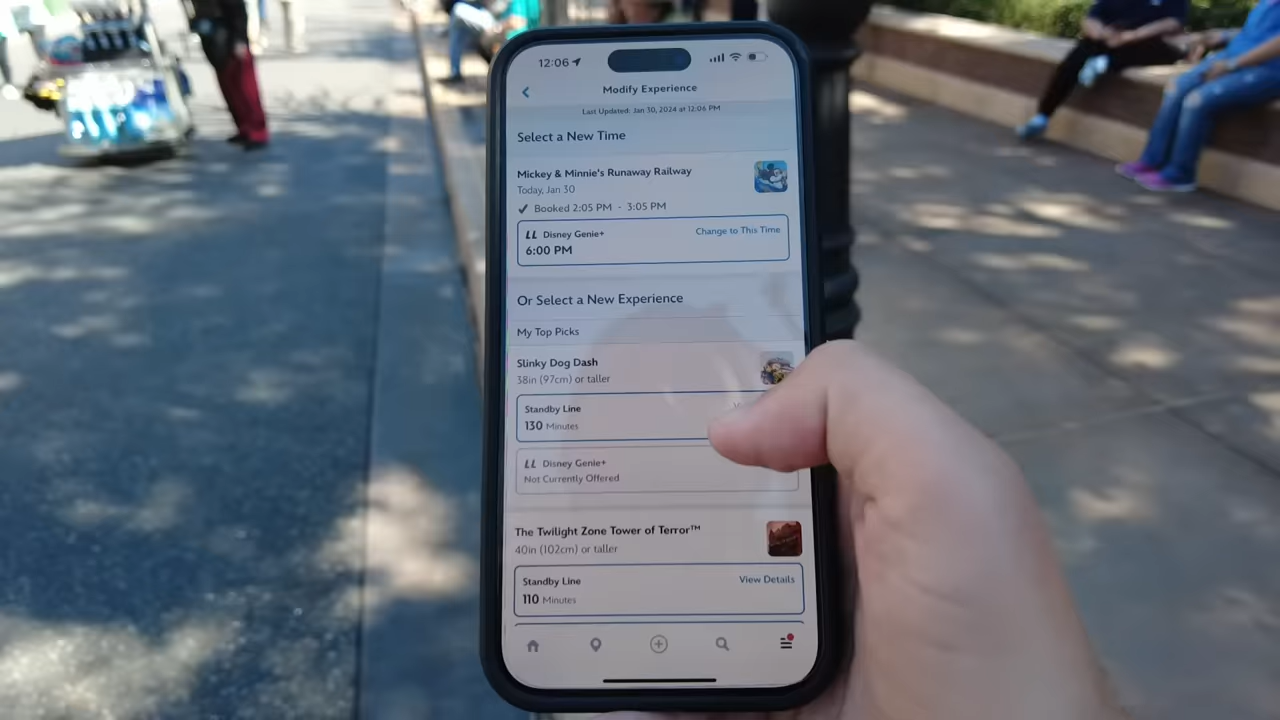 12:06
Modify Experience
Last Updated: Jan 30, 2024 at 12:06 PM
Select a New Time
Mickey & Minnie's Runaway Railway
Today, Jan 30
Booked 2:05 PM - 3:05 PM
LL Disney Genie+ Change to This Time
6:00 PM
Or Select a New Experience
My Top Picks
Slinky Dog Dash
38in (97cm) or taller
Standby Line
130 Minutes
LL Disney Genie+
Not Currently Offered
The Twilight Zone Tower of Terror™
40in (102cm) or taller
Standby Line View Details
110 Minutes